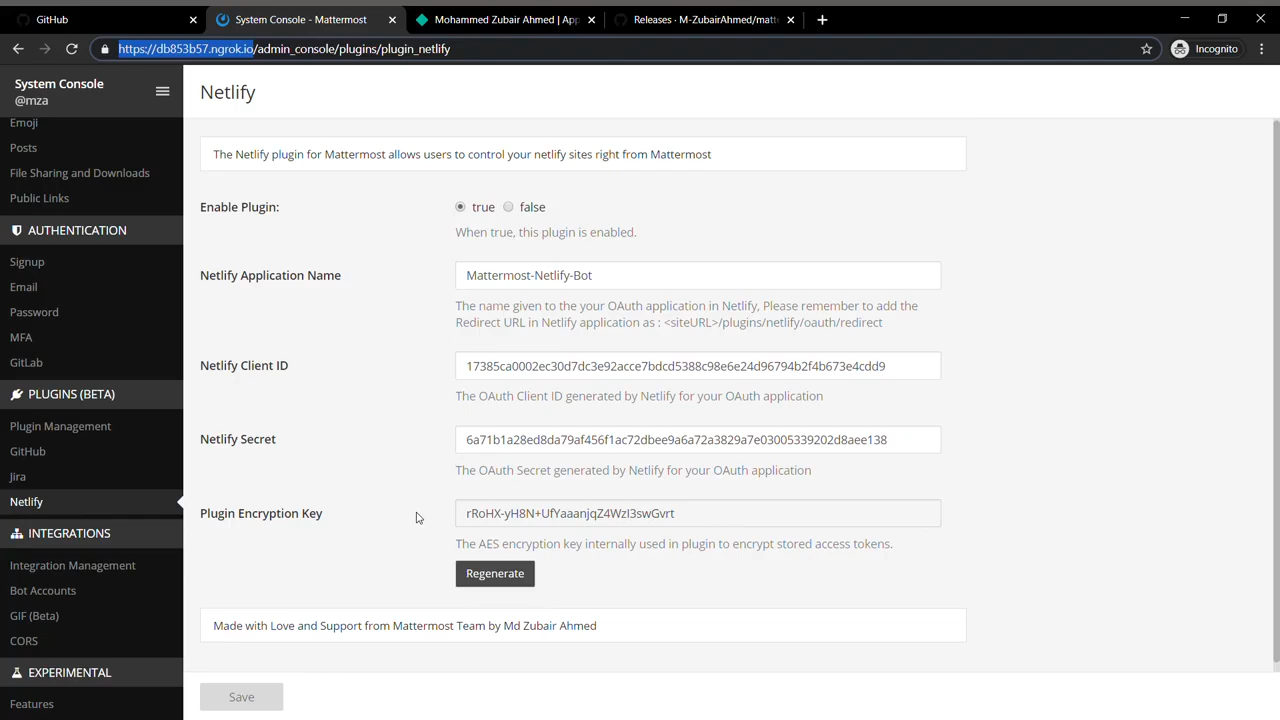 GitHub
System Console - Mattermost
Mohammed Zubair Ahmed | App
Releases · M-ZubairAhmed/matte
https://db853b57.ngrok.io/admin_console/plugins/plugin_netlify
Incognito
System Console
@mza
Emoji
Posts
File Sharing and Downloads
Public Links
AUTHENTICATION
Signup
Email
Password
MFA
GitLab
PLUGINS (BETA)
Plugin Management
GitHub
Jira
Netlify
INTEGRATIONS
Integration Management
Bot Accounts
GIF (Beta)
CORS
EXPERIMENTAL
Features
Netlify
The Netlify plugin for Mattermost allows users to control your netlify sites right from Mattermost
Enable Plugin:
true false
When true, this plugin is enabled.
Netlify Application Name
Mattermost-Netlify-Bot
The name given to the your OAuth application in Netlify, Please remember to add the
Redirect URL in Netlify application as : <siteURL>/plugins/netlify/oauth/redirect
Netlify Client ID
17385ca0002ec30d7dc3e92acce7bdcd5388c98e6e24d96794b2f4b673e4cdd9
The OAuth Client ID generated by Netlify for your OAuth application
Netlify Secret
6a71b1a28ed8da79af456f1ac72dbee9a6a72a3829a7e03005339202d8aee138
The OAuth Secret generated by Netlify for your OAuth application
Plugin Encryption Key
rRoHX-yH8N+UfYaaanjqZ4WzI3swGvrt
The AES encryption key internally used in plugin to encrypt stored access tokens.
Regenerate
Made with Love and Support from Mattermost Team by Md Zubair Ahmed
Save